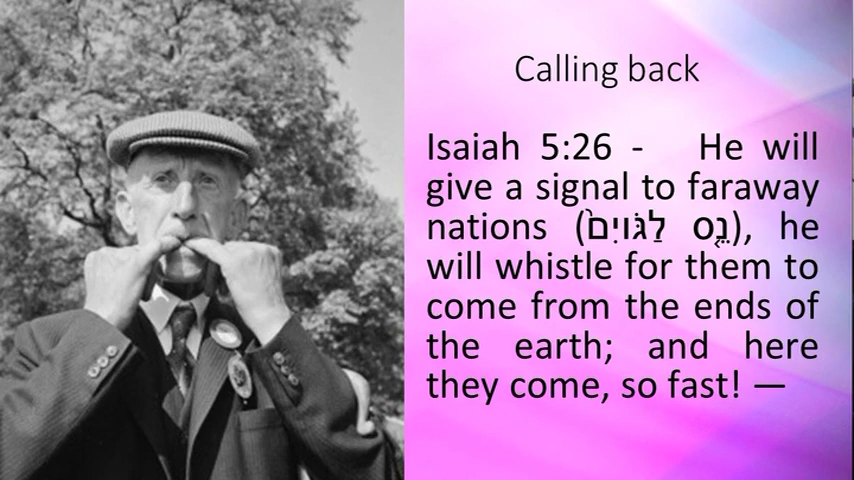 Calling back
Isaiah 5:26 - He will
give a signal to faraway
nations (נֵ֤ס לַגּוֹיִם֙), he
will whistle for them to
come from the ends of
the earth; and here
they come, so fast! —